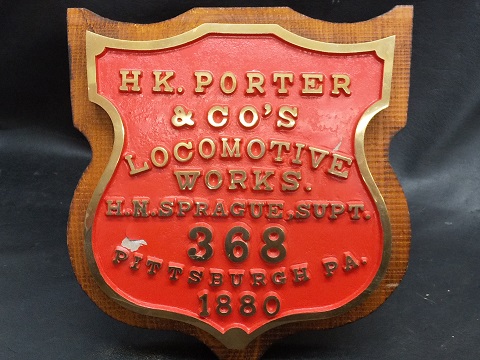 H.K. PORTER
& CO'S
LOCOMOTIVE
WORKS.
H.N. SPRAGUE, SUPT.
368
PITTSBURGH PA.
1880